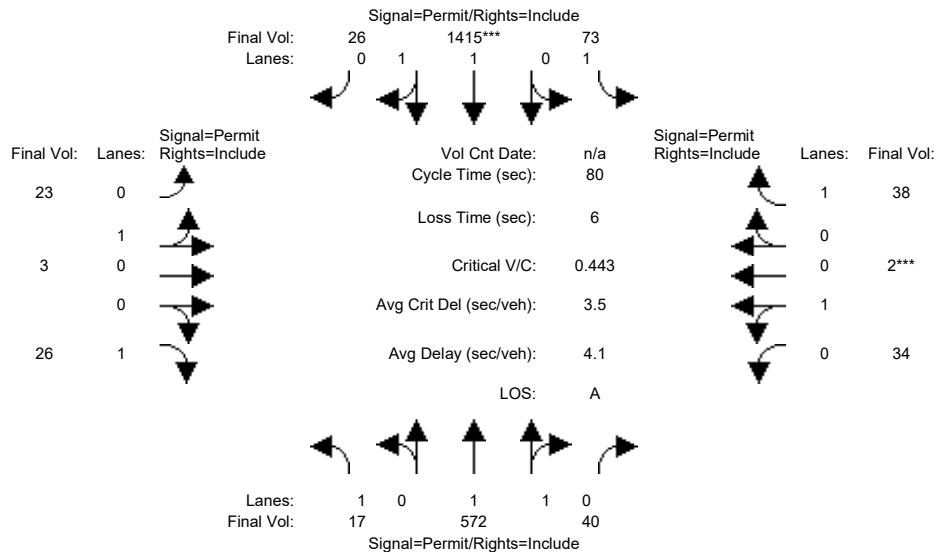 Signal=Permit/Rights=Include
Final Vol: 26 1415*** 73
Lanes: 0 1 1 0 1
Signal=Permit
Final Vol: Lanes: Rights=Include
Vol Cnt Date: n/a
Signal=Permit
Rights=Include Lanes: Final Vol:
Cycle Time (sec): 80
23 0
1 38
Loss Time (sec): 6
1
0
3 0
Critical V/C: 0.443
0 2***
0
Avg Crit Del (sec/veh): 3.5
1
26 1
Avg Delay (sec/veh): 4.1
0 34
LOS: A
Lanes: 1 0 1 1 0
Final Vol: 17 572 40
Signal=Permit/Rights=Include